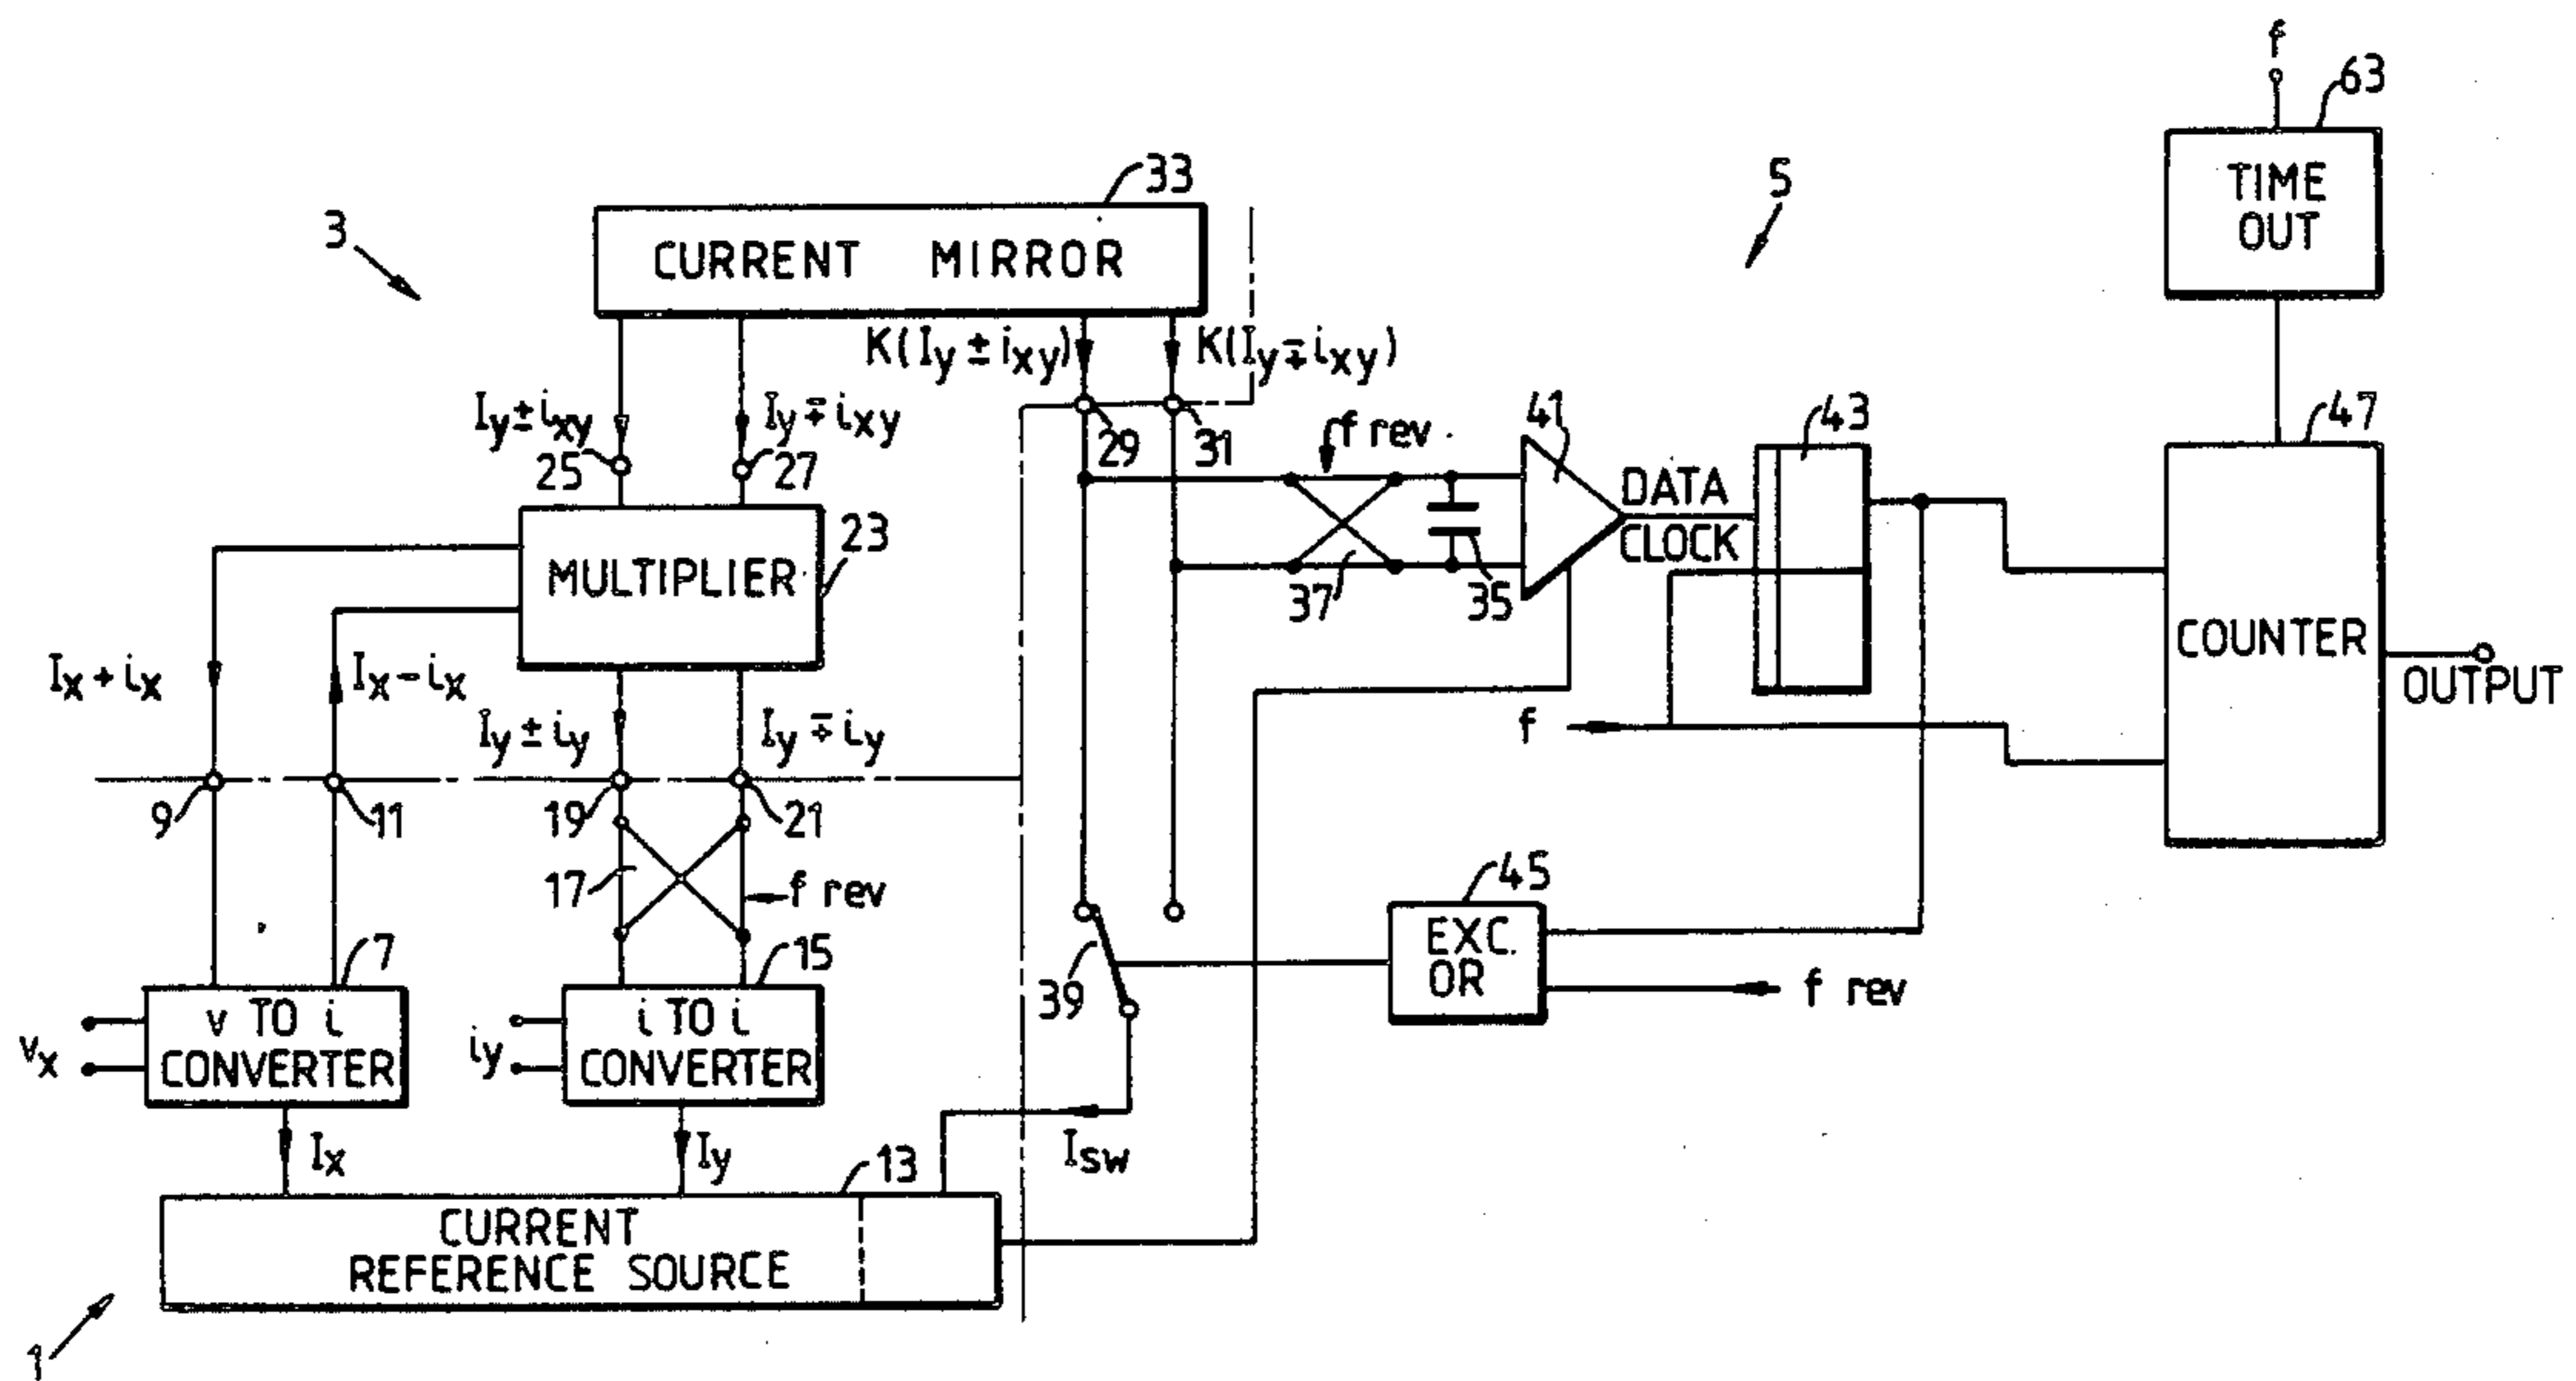 f
63
TIME
OUT
33
5
3
CURRENT MIRROR
K(Iy ± ixy)
K(Iy ∓ ixy)
Iy ± ixy
Iy ∓ ixy
25
27
29
31
f rev
41
43
47
DATA
CLOCK
MULTIPLIER
23
37
35
COUNTER
OUTPUT
Ix + ix
Ix − ix
Iy ± iy
Iy ∓ iy
f
9
11
19
21
17
f rev
45
EXC.
OR
f rev
39
7
15
v TO i
CONVERTER
vx
i TO i
CONVERTER
iy
Ix
Iy
Isw
13
CURRENT
REFERENCE SOURCE
1